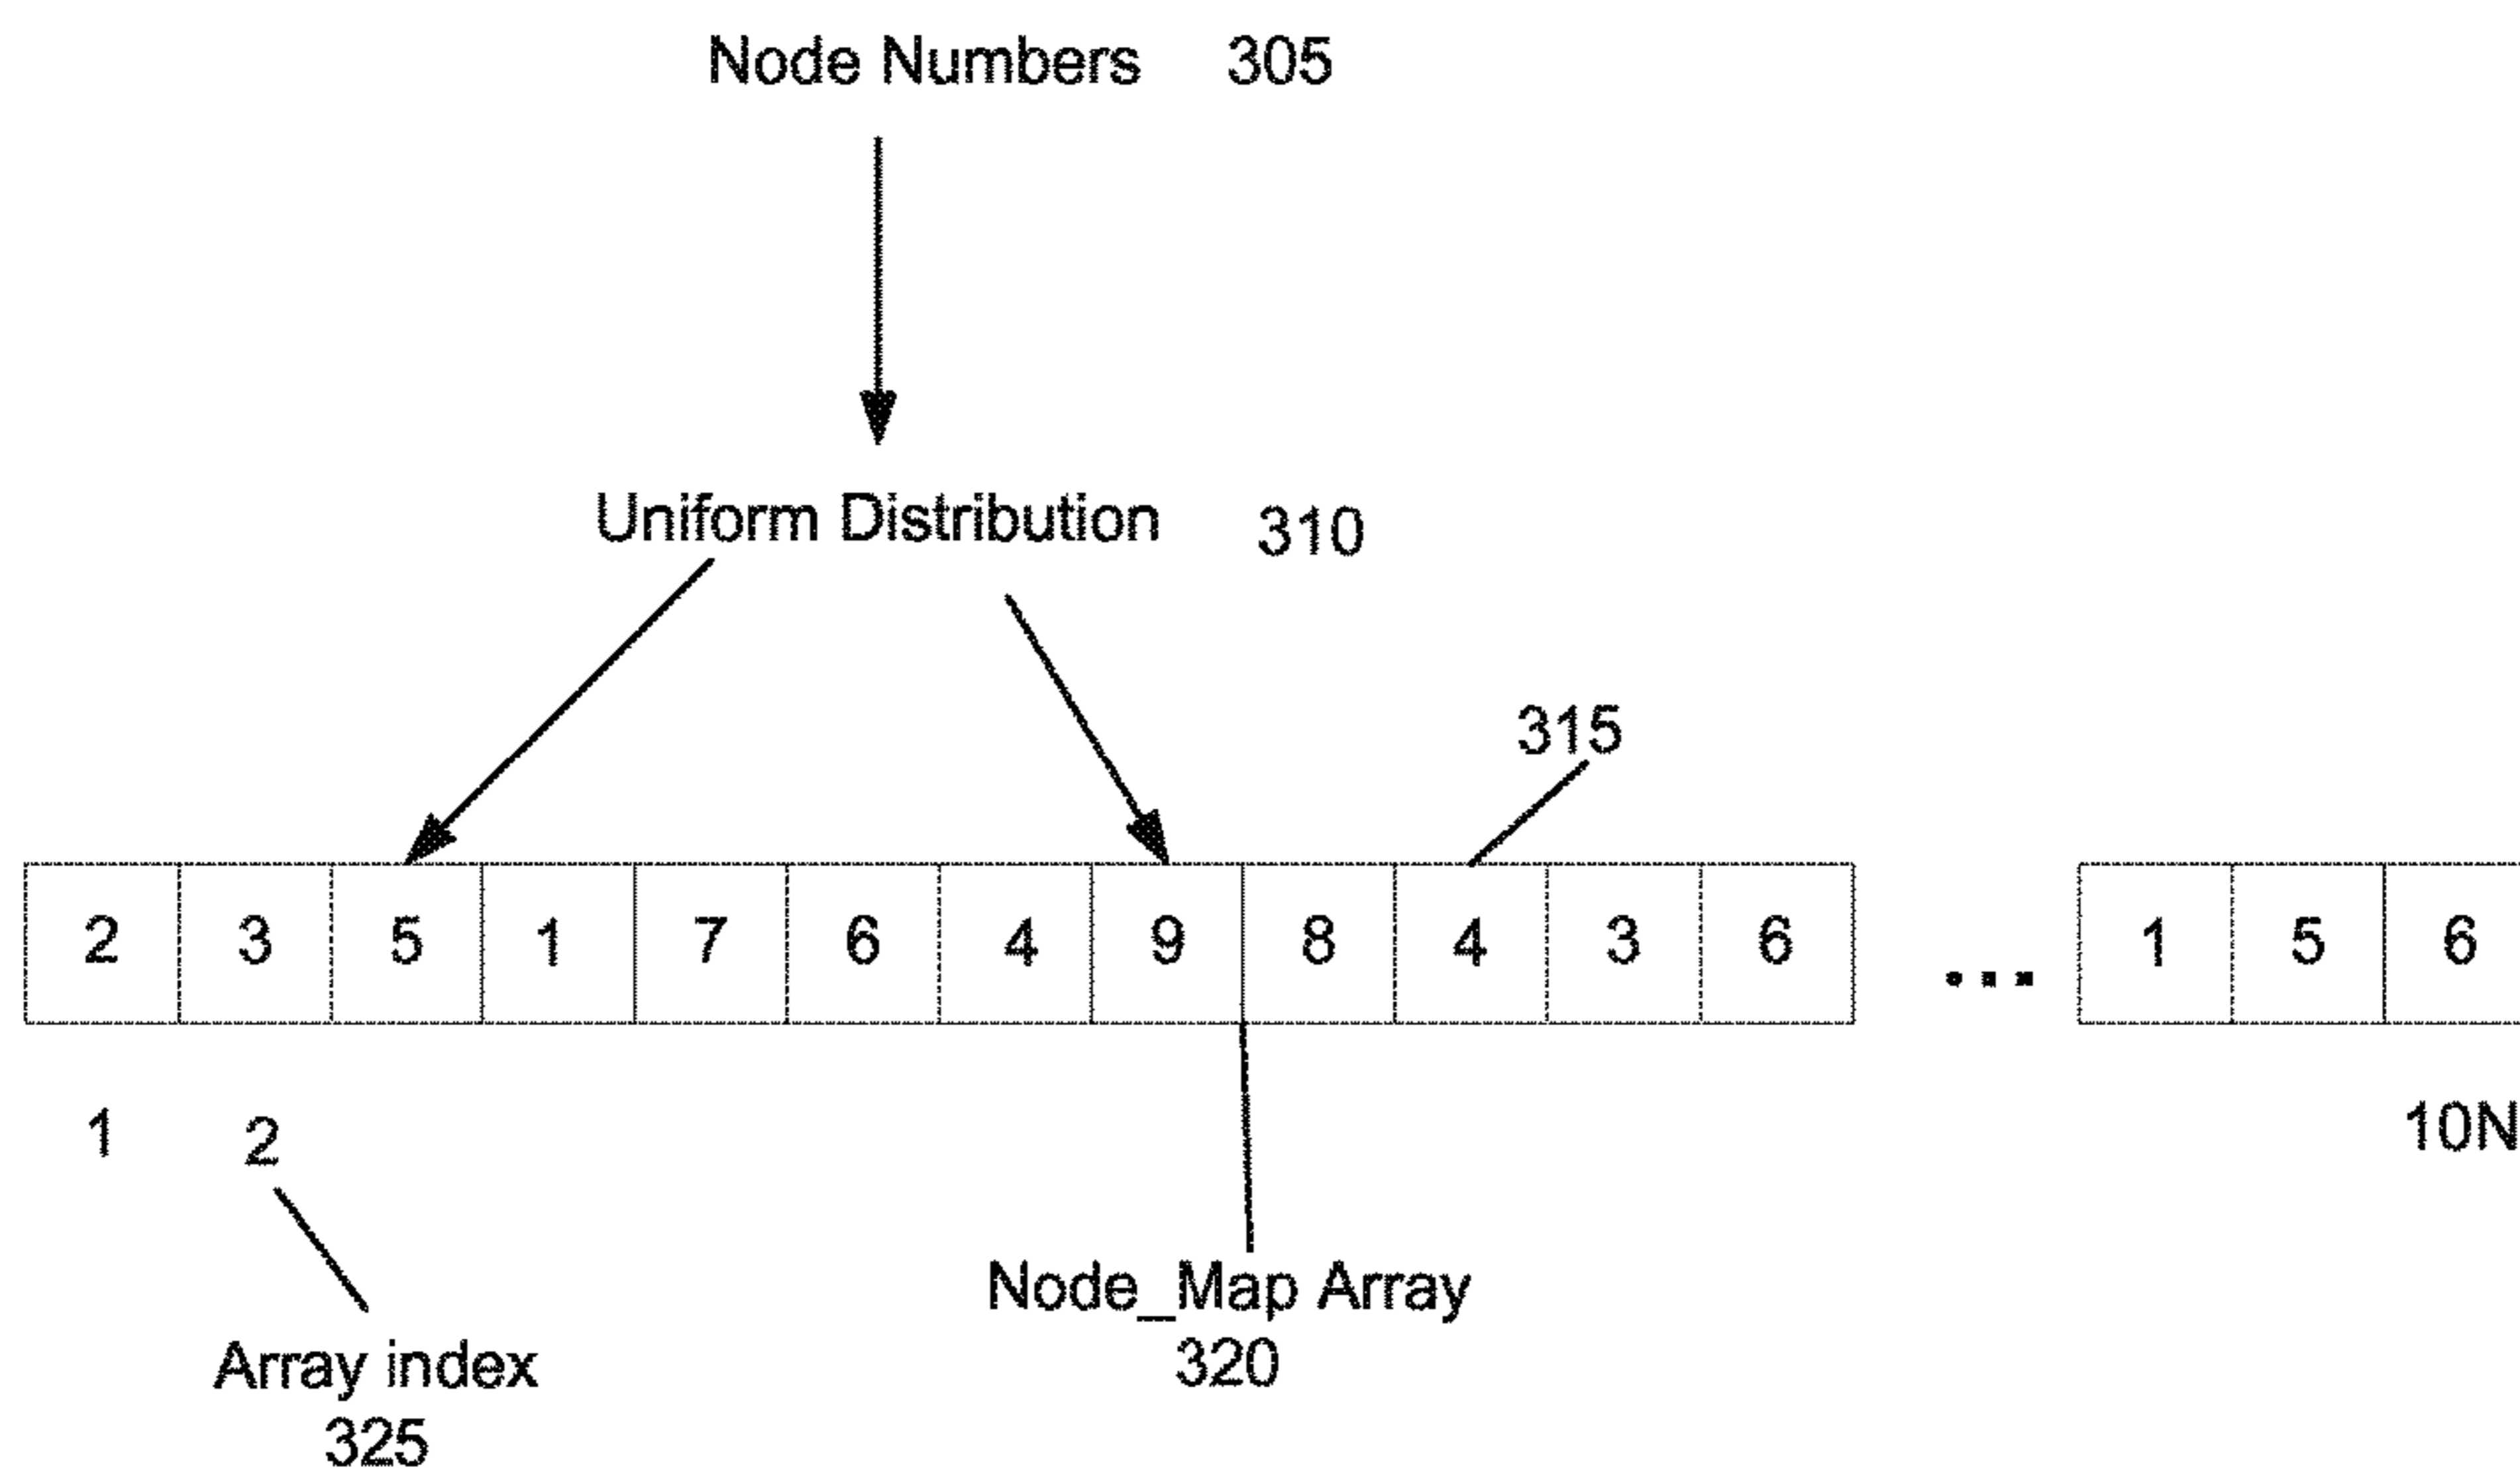 Node Numbers 305
Uniform Distribution 310
315
2 3 5 1 7 6 4 9 8 4 3 6 ... 1 5 6
1 2 10N
Node_Map Array
320
Array index
325